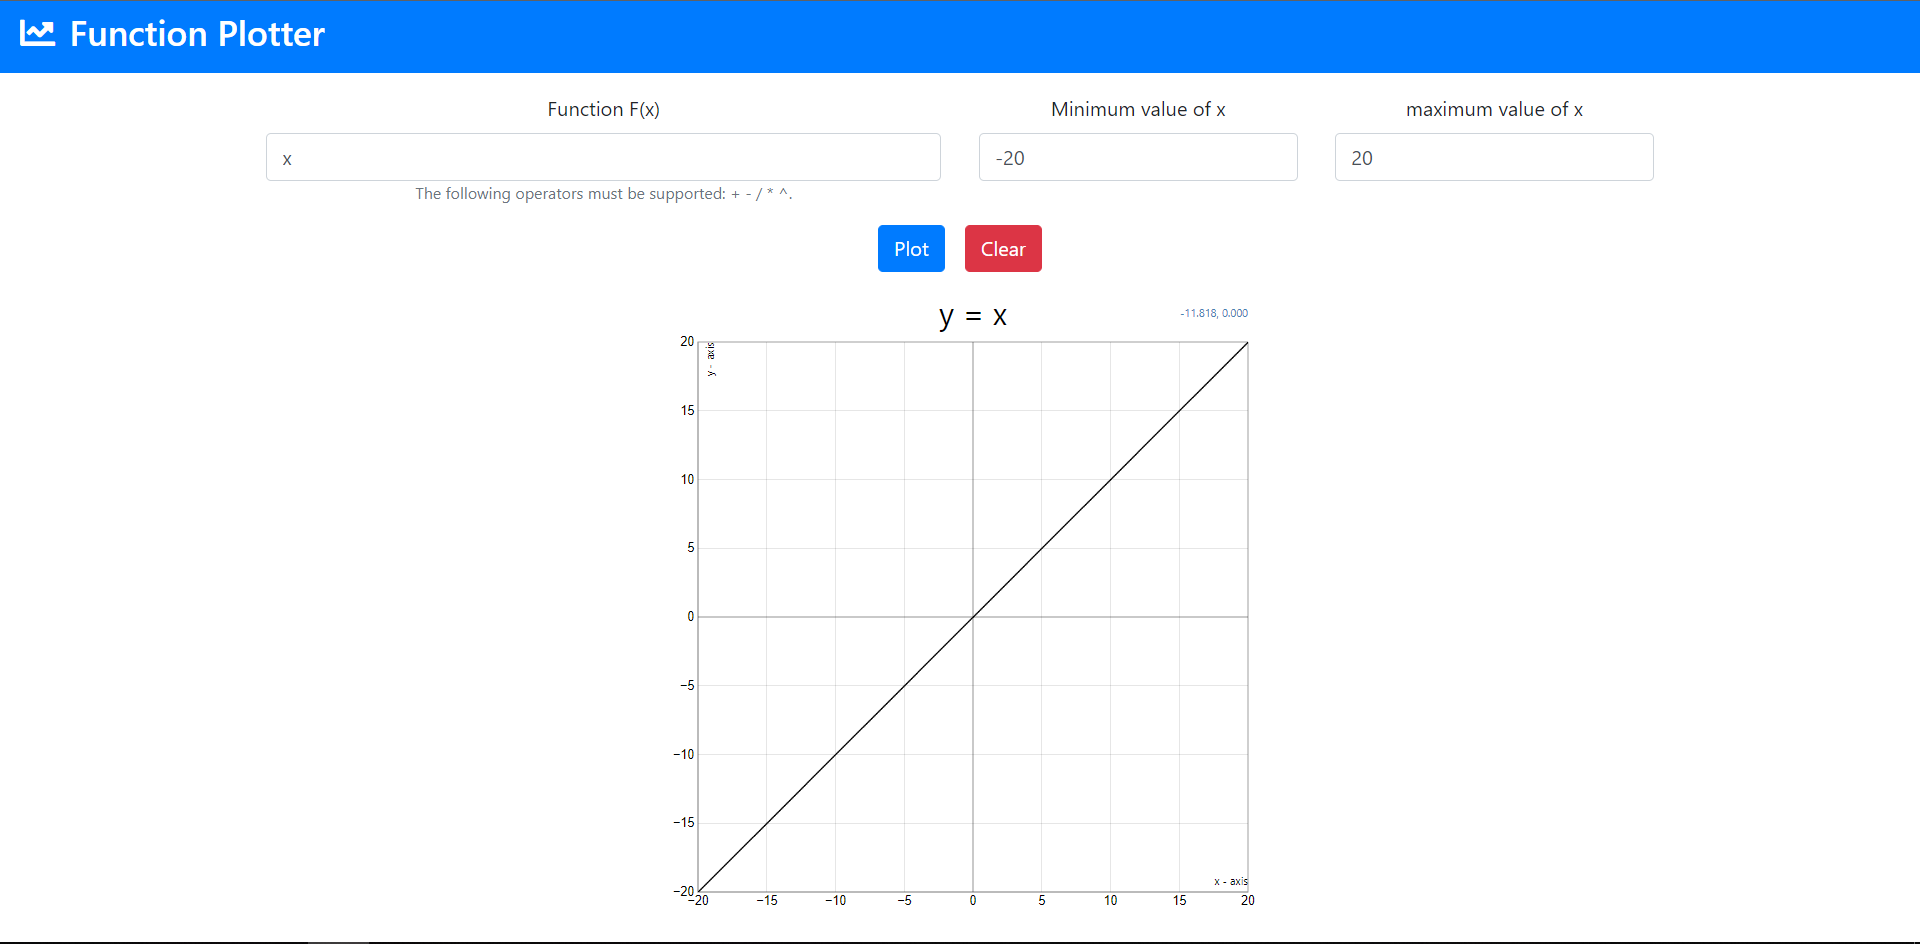 Function Plotter
Function F(x) Minimum value of x maximum value of x
x -20 20
The following operators must be supported: + - / * ^.
Plot Clear
y = x -11.818, 0.000
20
y - axis
15
10
5
0
−5
−10
−15
x - axis
−20
−20 −15 −10 −5 0 5 10 15 20